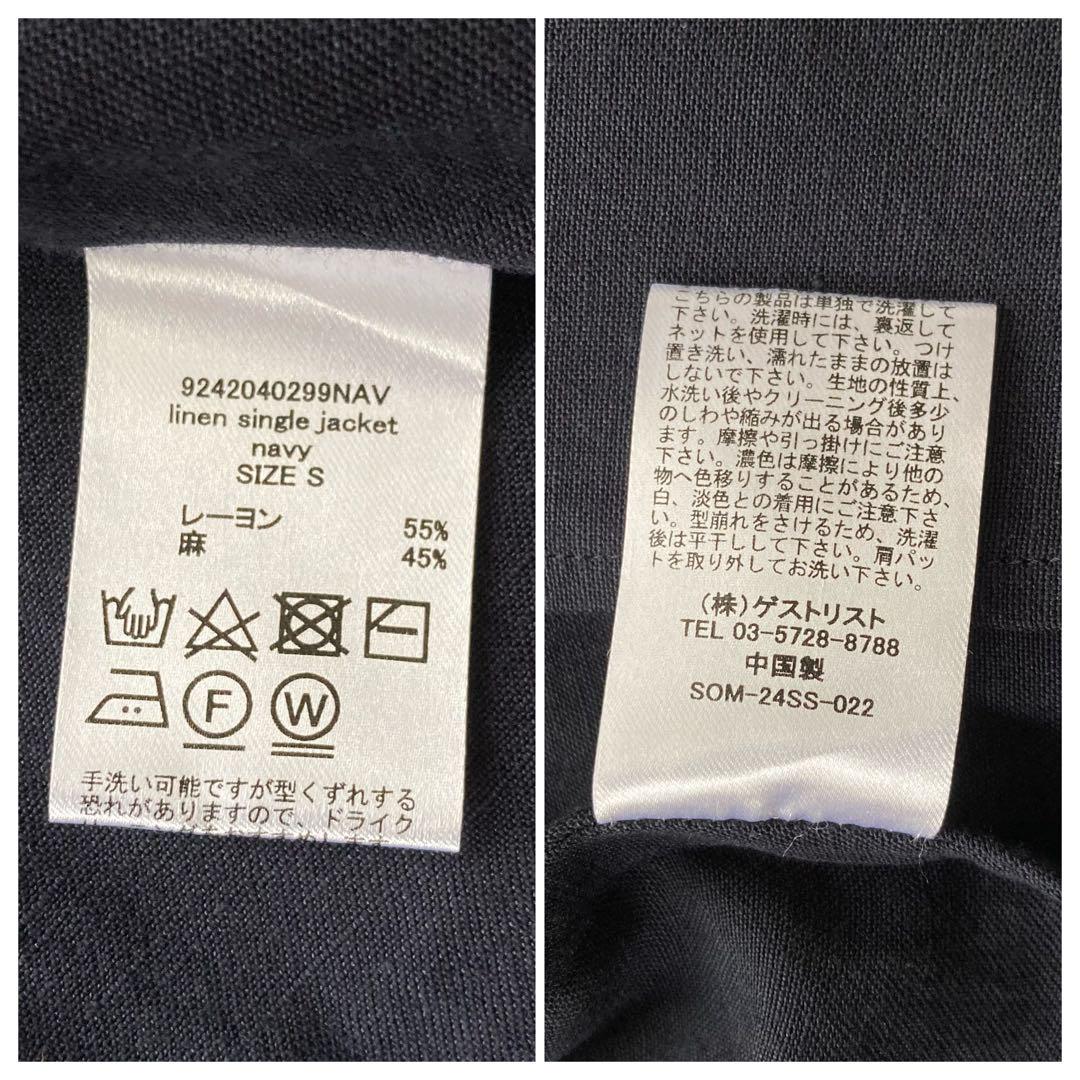 9242040299NAV
linen single jacket
navy
SIZE S
レーヨン 55%
麻 45%
F W
手洗い可能ですが型くずれする
恐れがありますので、ドライク
こちらの製品は単独で洗濯して
下さい。洗濯時には、裏返して
ネットを使用して下さい。つけ
置き洗い、濡れたままの放置は
しないで下さい。生地の性質上、
水洗い後やクリーニング後多少
のしわや縮みが出る場合があり
ます。摩擦や引っ掛けにご注意
下さい。濃色は摩擦により他の
物へ色移りすることがあるため、
白、淡色との着用にご注意下さ
い。型崩れをさけるため、洗濯
後は平干しして下さい。肩パッ
トを取り外してお洗い下さい。
(株)ゲストリスト
TEL 03-5728-8788
中国製
SOM-24SS-022